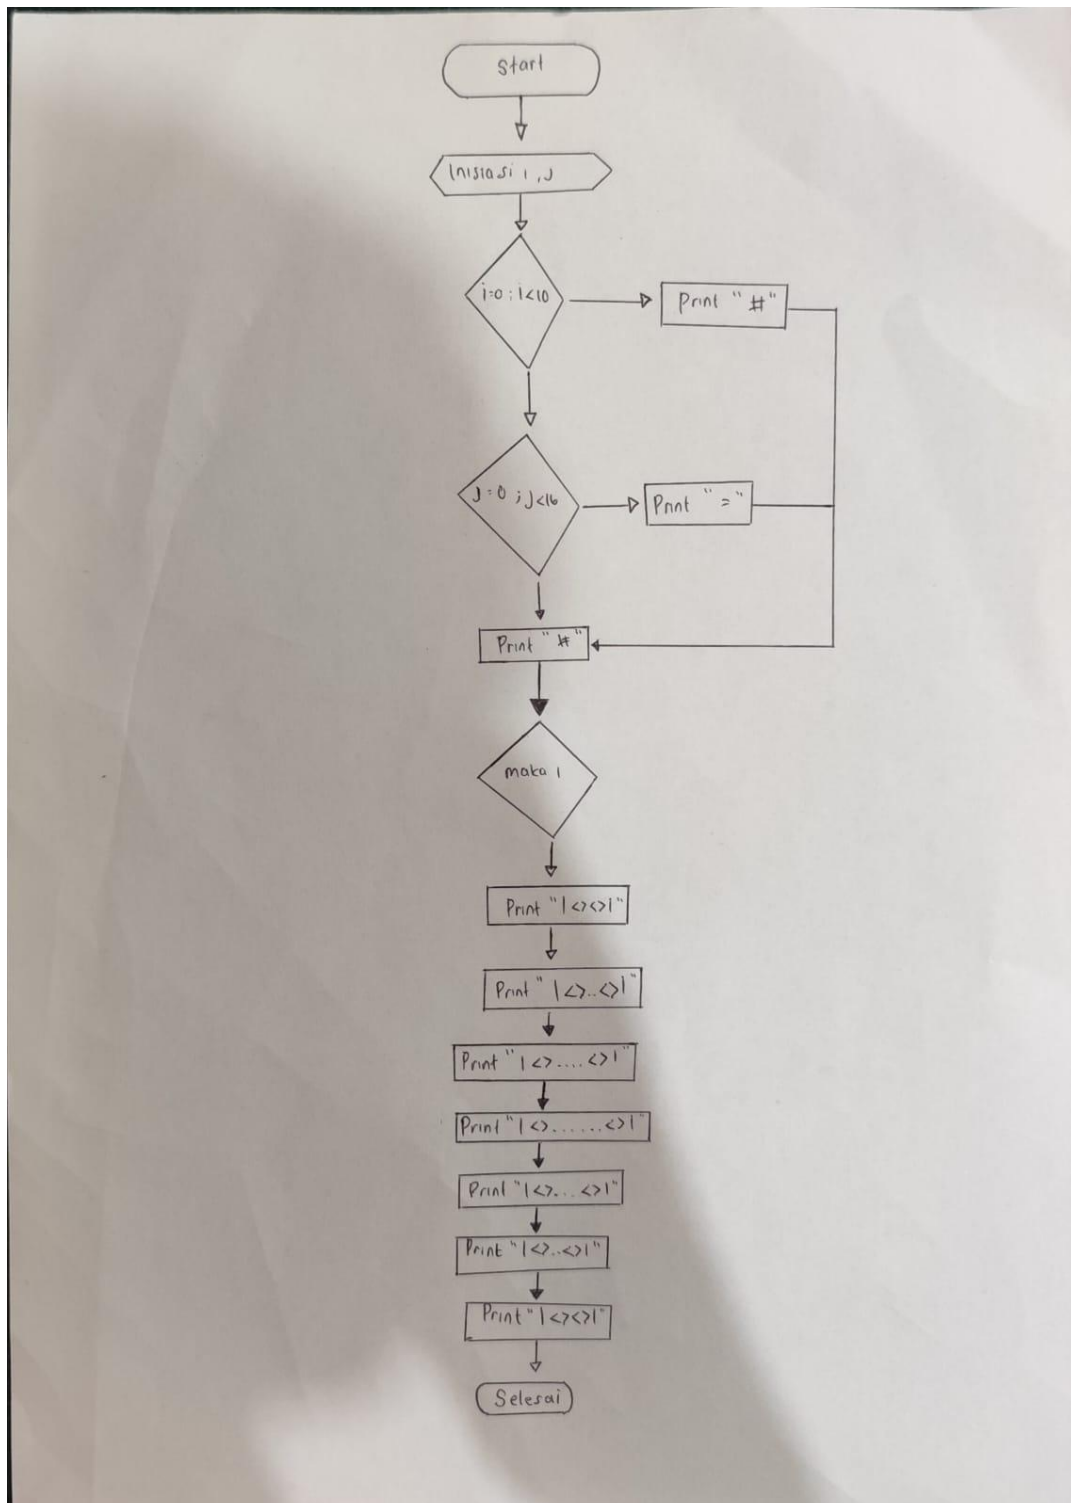 Start
Inisiasi i, j
i=0 ; i<10
Print "#"
j=0 ; j<16
Print "="
Print "#"
maka i
Print "|<><>|"
Print "|<>..<>|"
Print "|<>....<>|"
Print "|<>......<>|"
Print "|<>....<>|"
Print "|<>..<>|"
Print "|<><>|"
Selesai